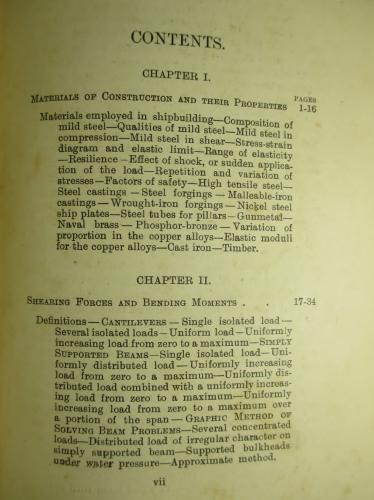 CONTENTS.
CHAPTER I.
PAGES
MATERIALS OF CONSTRUCTION AND THEIR PROPERTIES 1-16
Materials employed in shipbuilding—Composition of
mild steel—Qualities of mild steel—Mild steel in
compression—Mild steel in shear—Stress-strain
diagram and elastic limit—Range of elasticity
—Resilience—Effect of shock, or sudden applica-
tion of the load—Repetition and variation of
stresses—Factors of safety—High tensile steel—
Steel castings—Steel forgings—Malleable-iron
castings—Wrought-iron forgings—Nickel steel
ship plates—Steel tubes for pillars—Gunmetal—
Naval brass—Phosphor-bronze—Variation of
proportion in the copper alloys—Elastic moduli
for the copper alloys—Cast iron—Timber.
CHAPTER II.
SHEARING FORCES AND BENDING MOMENTS . . 17-34
Definitions—CANTILEVERS—Single isolated load—
Several isolated loads—Uniform load—Uniformly
increasing load from zero to a maximum—SIMPLY
SUPPORTED BEAMS—Single isolated load—Uni-
formly distributed load—Uniformly increasing
load from zero to a maximum—Uniformly dis-
tributed load combined with a uniformly increas-
ing load from zero to a maximum—Uniformly
increasing load from zero to a maximum over
a portion of the span—GRAPHIC METHOD OF
SOLVING BEAM PROBLEMS—Several concentrated
loads—Distributed load of irregular character on
simply supported beam—Supported bulkheads
under water pressure—Approximate method.
vii